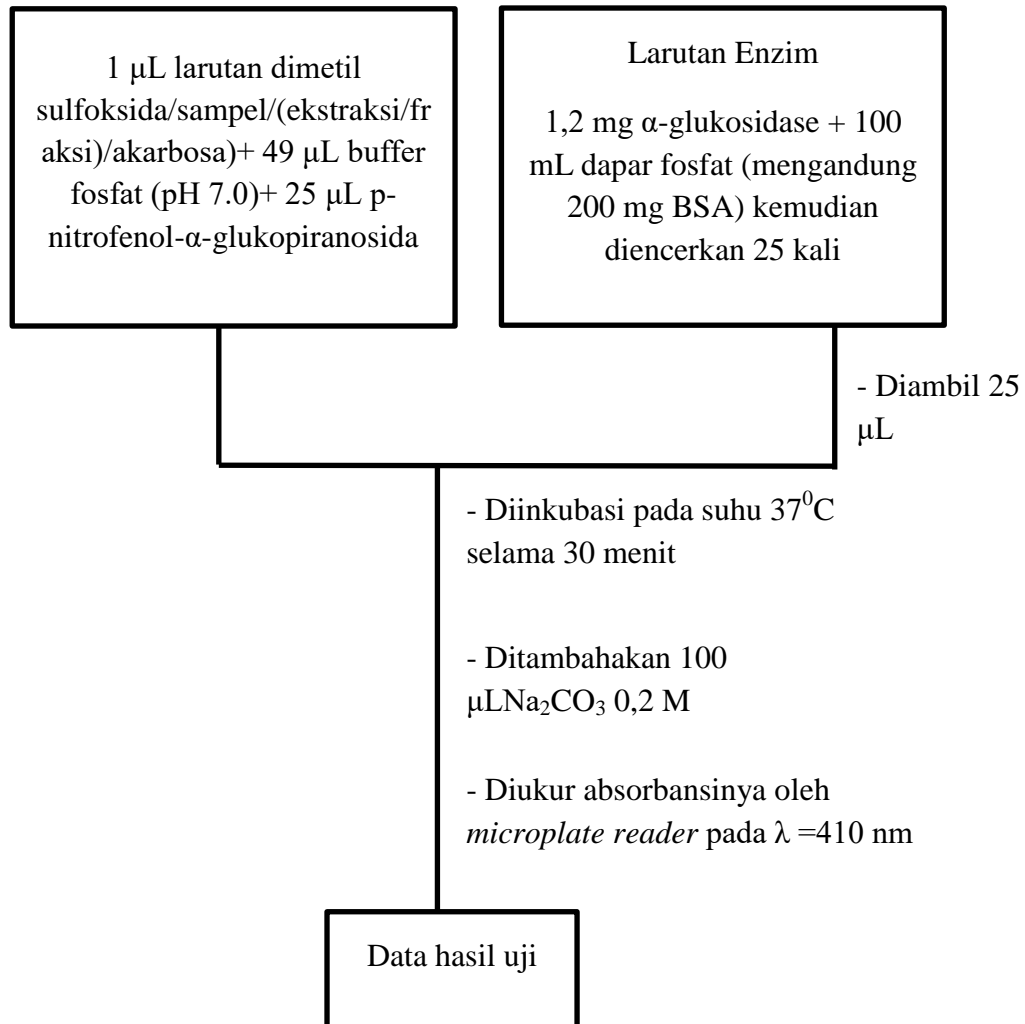 1 μL larutan dimetil
sulfoksida/sampel/(ekstraksi/fr
aksi)/akarbosa)+ 49 μL buffer
fosfat (pH 7.0)+ 25 μL p-
nitrofenol-α-glukopiranosida
Larutan Enzim
1,2 mg α-glukosidase + 100
mL dapar fosfat (mengandung
200 mg BSA) kemudian
diencerkan 25 kali
- Diambil 25
μL
- Diinkubasi pada suhu 37⁰C
selama 30 menit
- Ditambahakan 100
μLNa₂CO₃ 0,2 M
- Diukur absorbansinya oleh
microplate reader pada λ =410 nm
Data hasil uji